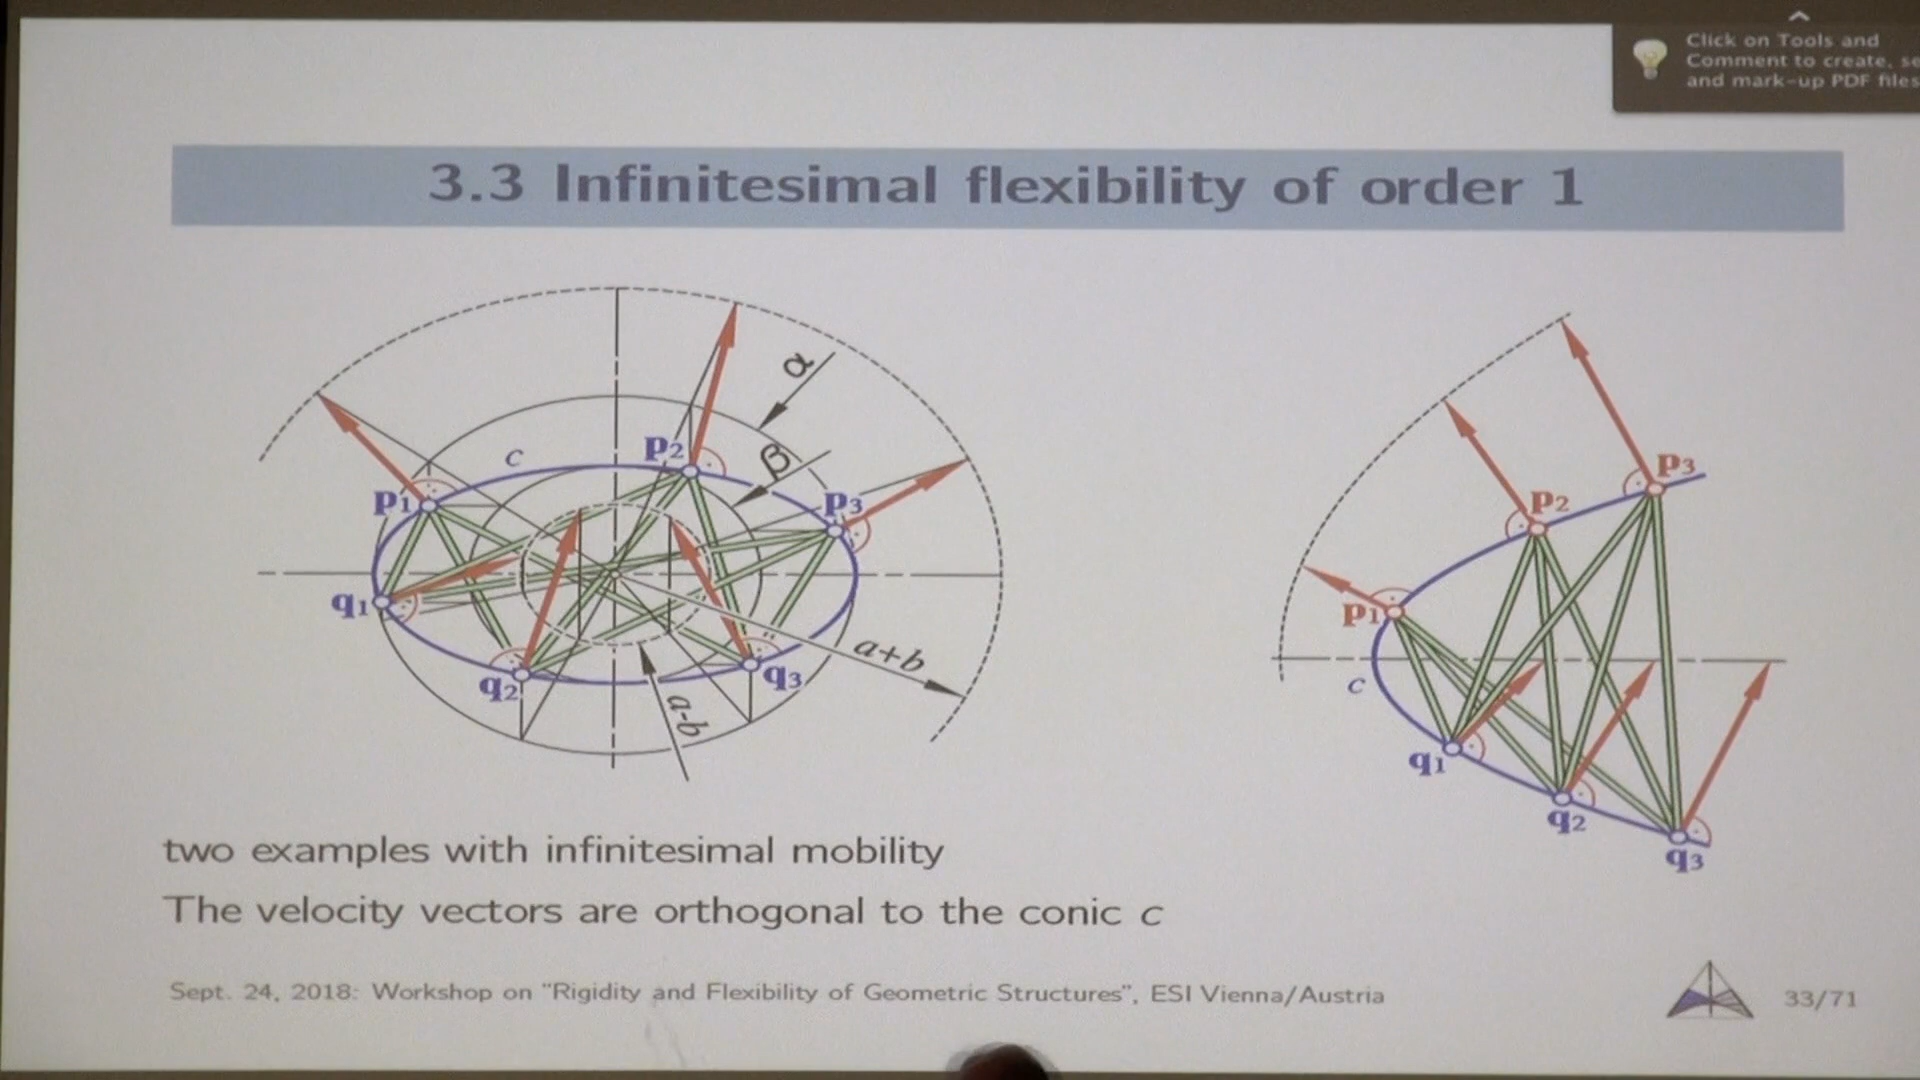 Click on Tools and
Comment to create, se
and mark-up PDF files
3.3 Infinitesimal flexibility of order 1
α
β
c
p1
p2
p3
q1
q2
q3
a+b
a-b
p1
p2
p3
c
q1
q2
q3
two examples with infinitesimal mobility
The velocity vectors are orthogonal to the conic c
Sept. 24, 2018: Workshop on "Rigidity and Flexibility of Geometric Structures", ESI Vienna/Austria
33/71